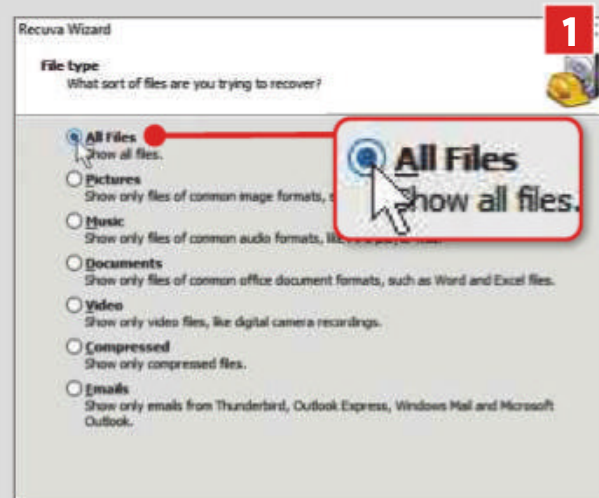 Recuva Wizard
1
File type
What sort of files are you trying to recover?
All Files
Show all files.
All Files
Show all files.
Pictures
Show only files of common image formats,
Music
Show only files of common audio formats,
Documents
Show only files of common office document formats, such as Word and Excel files.
Video
Show only video files, like digital camera recordings.
Compressed
Show only compressed files.
Emails
Show only emails from Thunderbird, Outlook Express, Windows Mail and Microsoft
Outlook.